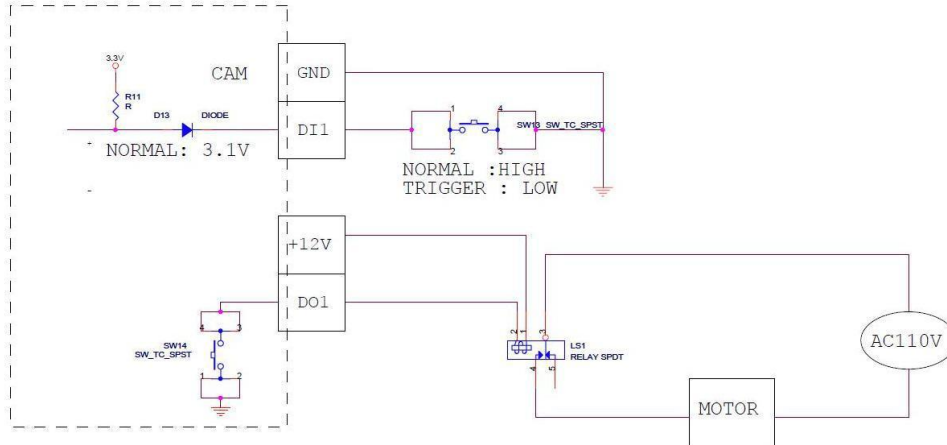 3.3V
CAM
GND
R11
R
D13
DIODE
DI1
1
4
2
3
SW13 SW_TC_SPST
+
NORMAL: 3.1V
-
NORMAL :HIGH
TRIGGER : LOW
+12V
DO1
4
3
SW14
SW_TC_SPST
1
2
2
1
3
LS1
RELAY SPDT
4
5
AC110V
MOTOR